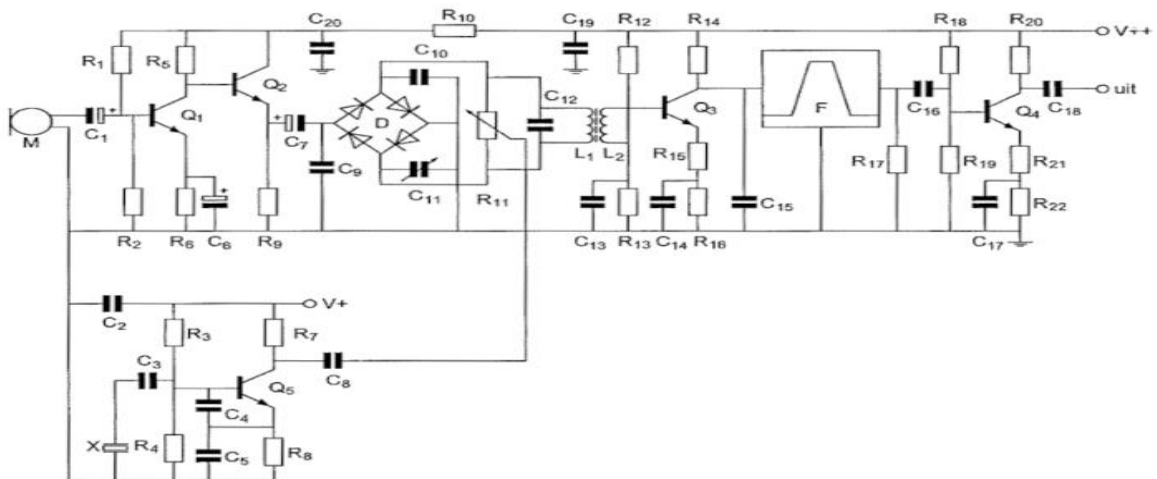 R10 C20 C19 R12 R14 R18 R20 V++
R1 R5 C10
Q2 C12 F C16 uit
C1 Q1 D Q3 Q4 C18
M C7 L1 L2 R15 R17 R19 R21
C9
C11 R11 C15 R22
R2 R6 C6 R9 C13 R13 C14 R16 C17
V+
C2 R3 R7
C3
Q5 C8
C4
X R4 C5 R8